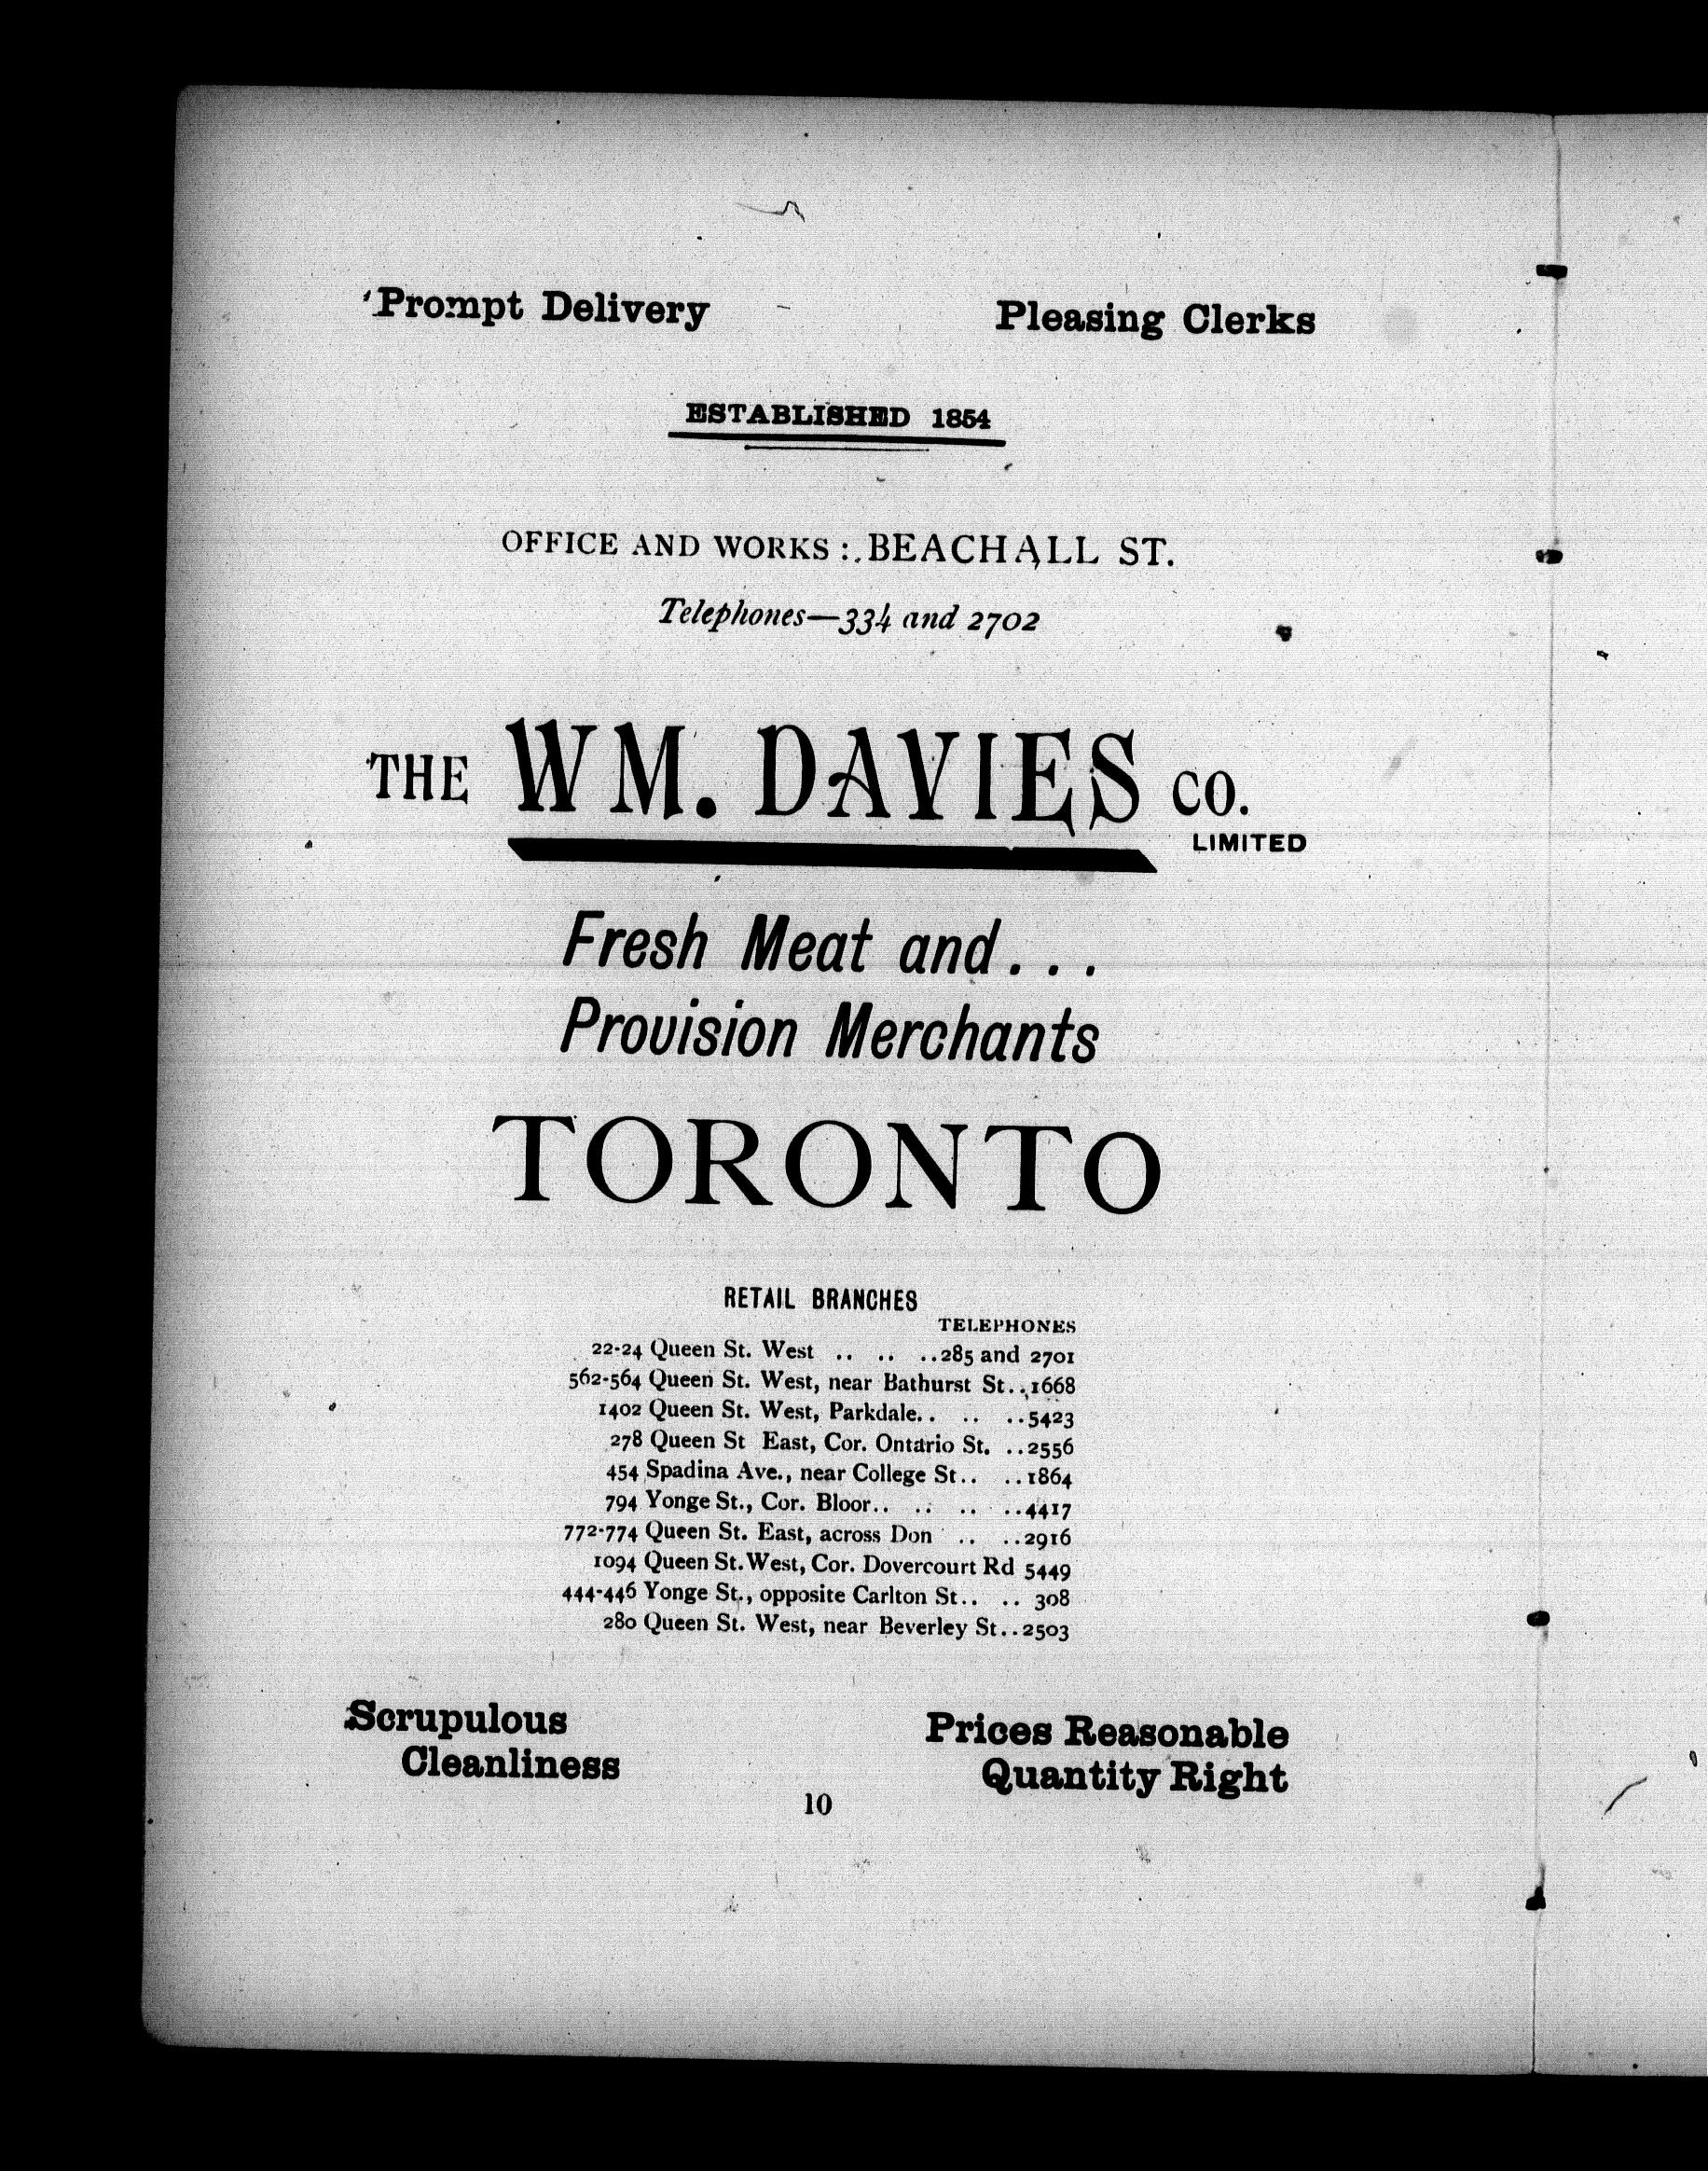 Prompt Delivery Pleasing Clerks
ESTABLISHED 1854
OFFICE AND WORKS : BEACHALL ST.
Telephones—334 and 2702
THE WM. DAVIES CO.
LIMITED
Fresh Meat and . . .
Provision Merchants
TORONTO
RETAIL BRANCHES
TELEPHONES
22-24 Queen St. West .. .. ..285 and 2701
562-564 Queen St. West, near Bathurst St..1668
1402 Queen St. West, Parkdale.. .. ..5423
278 Queen St East, Cor. Ontario St. ..2556
454 Spadina Ave., near College St.. ..1864
794 Yonge St., Cor. Bloor.. .. .. ..4417
772-774 Queen St. East, across Don .. ..2916
1094 Queen St. West, Cor. Dovercourt Rd 5449
444-446 Yonge St., opposite Carlton St.. .. 308
280 Queen St. West, near Beverley St..2503
Scrupulous
Cleanliness
Prices Reasonable
Quantity Right
10